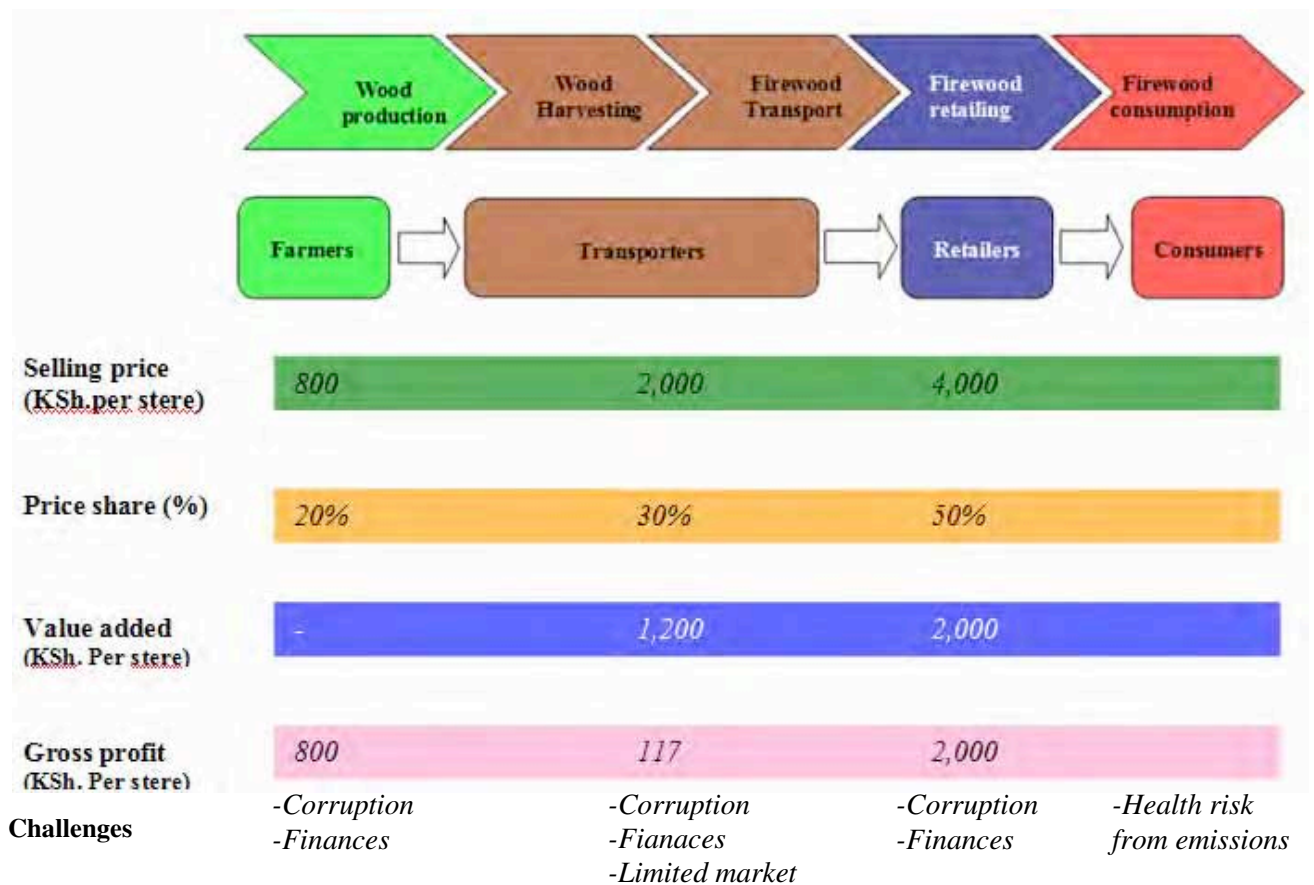 Wood production
Wood Harvesting
Firewood Transport
Firewood retailing
Firewood consumption
Farmers
Transporters
Retailers
Consumers
Selling price
(KSh.per stere)
800 2,000 4,000
Price share (%)
20% 30% 50%
Value added
(KSh. Per stere)
- 1,200 2,000
Gross profit
(KSh. Per stere)
800 117 2,000
Challenges
-Corruption
-Finances
-Corruption
-Fianaces
-Limited market
-Corruption
-Finances
-Health risk
from emissions